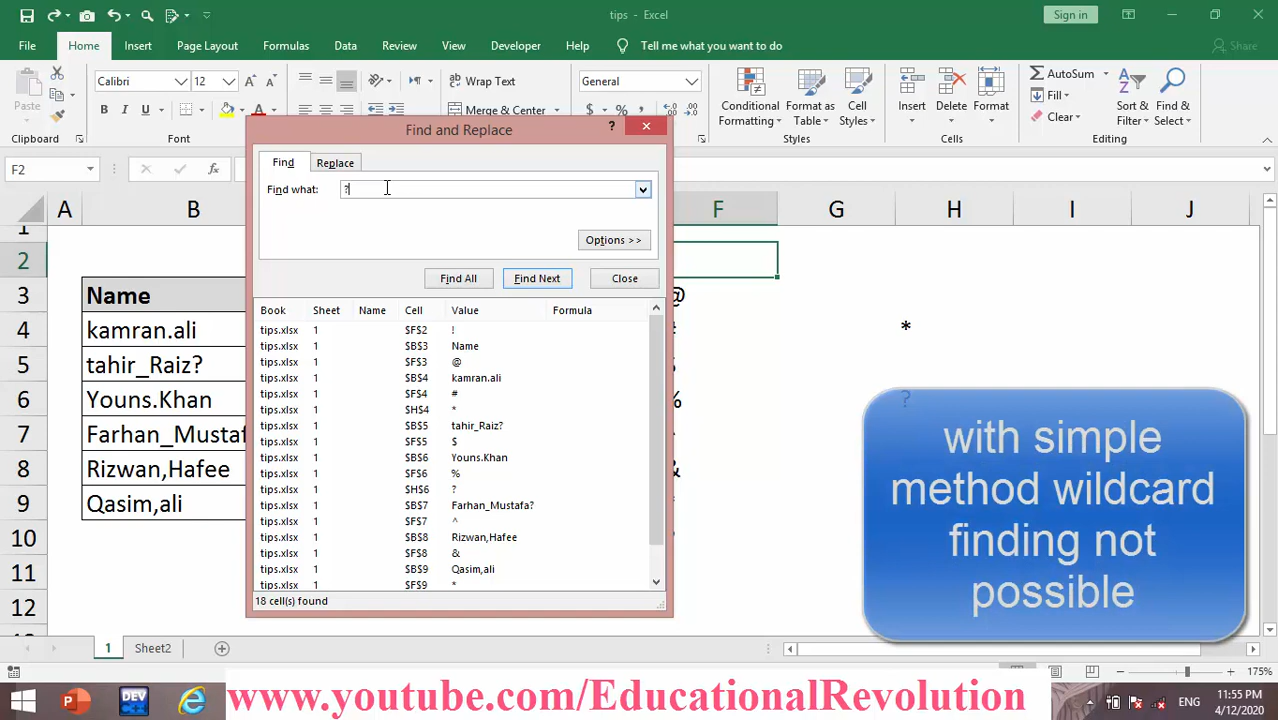 tips - Excel
Sign in
File Home Insert Page Layout Formulas Data Review View Developer Help Tell me what you want to do Share
Paste
Calibri 12
B I U
Wrap Text
Merge & Center
General
$ %
Conditional Formatting
Format as Table
Cell Styles
Insert
Delete
Format
AutoSum
Fill
Clear
Sort & Filter
Find & Select
Clipboard Font Styles Cells Editing
F2
A B F G H I J
1
2
3 Name @
4 kamran.ali *
5 tahir_Raiz?
6 Youns.Khan % ?
7 Farhan_Mustafa
8 Rizwan,Hafee &
9 Qasim,ali
10
11
12
Find and Replace
?
Find Replace
Find what: ?
Options >>
Find All Find Next Close
Book Sheet Name Cell Value Formula
tips.xlsx 1 $F$2 !
tips.xlsx 1 $B$3 Name
tips.xlsx 1 $F$3 @
tips.xlsx 1 $B$4 kamran.ali
tips.xlsx 1 $F$4 #
tips.xlsx 1 $H$4 *
tips.xlsx 1 $B$5 tahir_Raiz?
tips.xlsx 1 $F$5 $
tips.xlsx 1 $B$6 Youns.Khan
tips.xlsx 1 $F$6 %
tips.xlsx 1 $H$6 ?
tips.xlsx 1 $B$7 Farhan_Mustafa?
tips.xlsx 1 $F$7 ^
tips.xlsx 1 $B$8 Rizwan,Hafee
tips.xlsx 1 $F$8 &
tips.xlsx 1 $B$9 Qasim,ali
tips.xlsx 1 $F$9 *
18 cell(s) found
with simple
method wildcard
finding not
possible
1 Sheet2
175%
www.youtube.com/EducationalRevolution
ENG
11:55 PM
4/12/2020